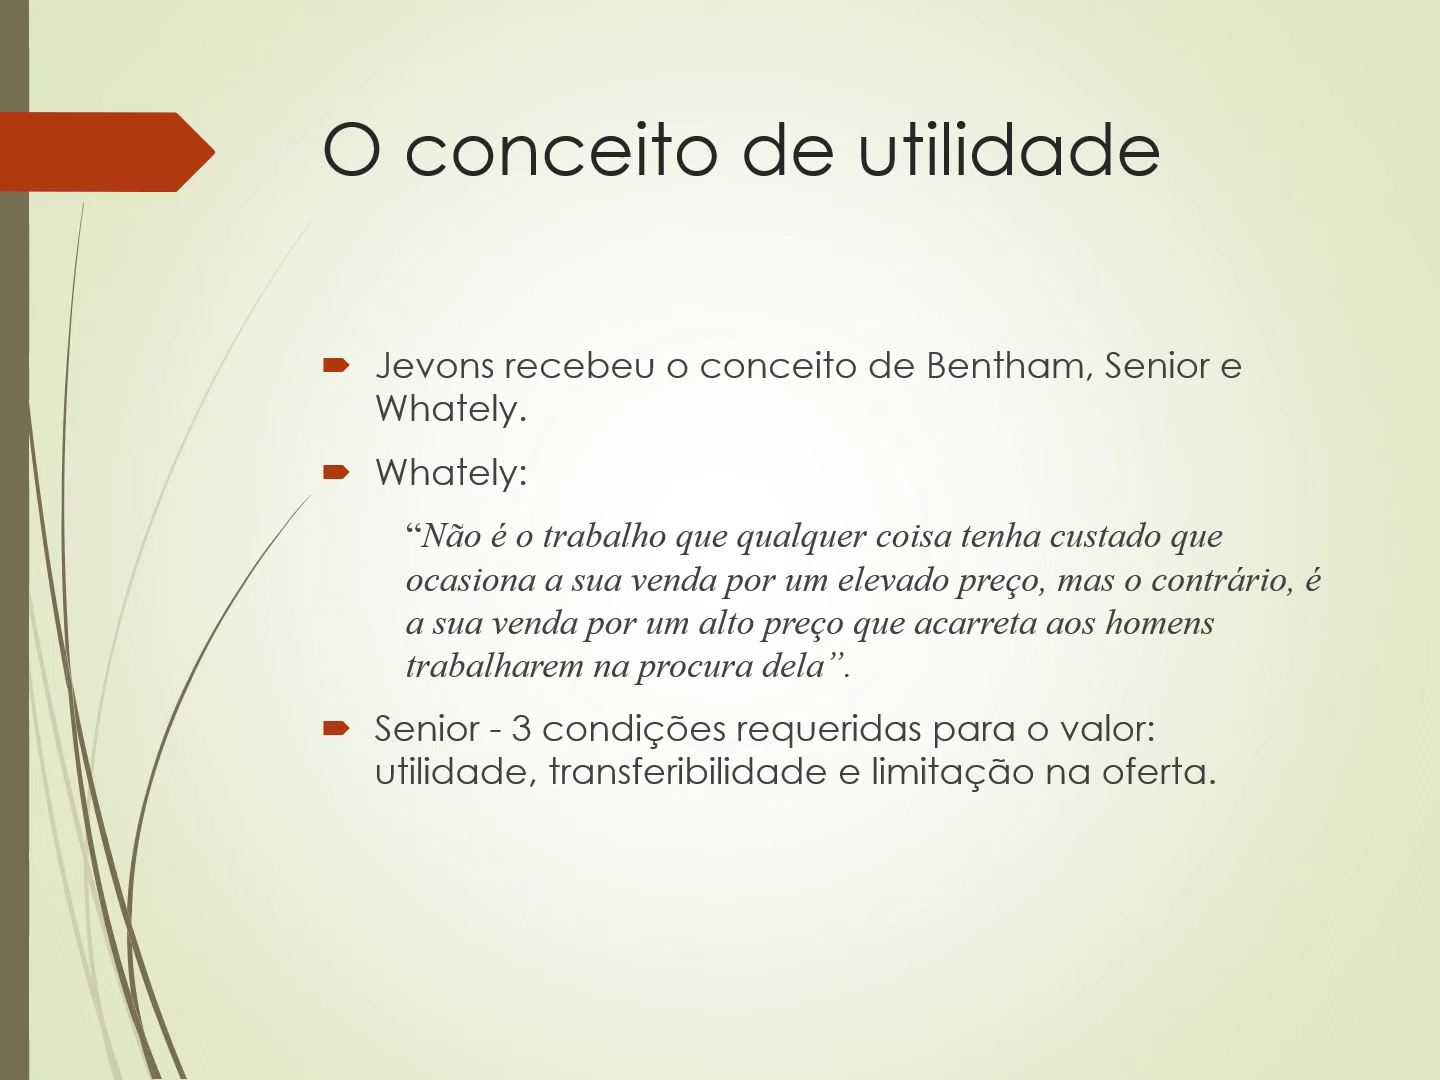 O conceito de utilidade
Jevons recebeu o conceito de Bentham, Senior e
Whately.
Whately:
“Não é o trabalho que qualquer coisa tenha custado que
ocasiona a sua venda por um elevado preço, mas o contrário, é
a sua venda por um alto preço que acarreta aos homens
trabalharem na procura dela”.
Senior - 3 condições requeridas para o valor:
utilidade, transferibilidade e limitação na oferta.